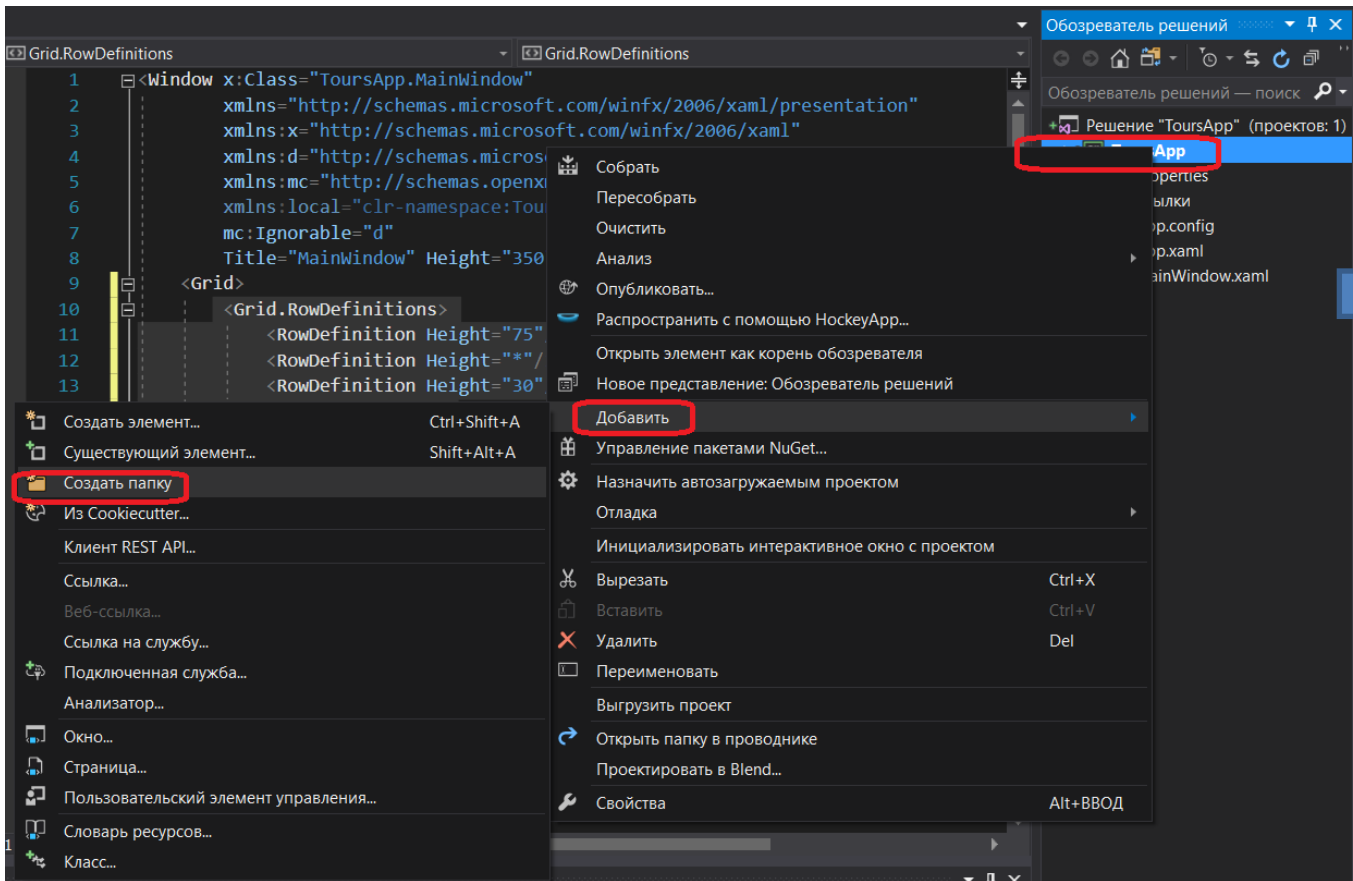 Обозреватель решений
Grid.RowDefinitions
Grid.RowDefinitions
Обозреватель решений — поиск
1 <Window x:Class="ToursApp.MainWindow"
2 xmlns="http://schemas.microsoft.com/winfx/2006/xaml/presentation"
3 xmlns:x="http://schemas.microsoft.com/winfx/2006/xaml"
4 xmlns:d="http://schemas.micros
5 xmlns:mc="http://schemas.openx
6 xmlns:local="clr-namespace:Tou
7 mc:Ignorable="d"
8 Title="MainWindow" Height="350
9 <Grid>
10 <Grid.RowDefinitions>
11 <RowDefinition Height="75"
12 <RowDefinition Height="*"/
13 <RowDefinition Height="30"
Решение "ToursApp" (проектов: 1)
App
operties
ылки
pp.config
pp.xaml
ainWindow.xaml
Собрать
Пересобрать
Очистить
Анализ
Опубликовать...
Распространить с помощью HockeyApp...
Открыть элемент как корень обозревателя
Новое представление: Обозреватель решений
Добавить
Управление пакетами NuGet...
Назначить автозагружаемым проектом
Отладка
Инициализировать интерактивное окно с проектом
Вырезать Ctrl+X
Вставить Ctrl+V
Удалить Del
Переименовать
Выгрузить проект
Открыть папку в проводнике
Проектировать в Blend...
Свойства Alt+ВВОД
Создать элемент... Ctrl+Shift+A
Существующий элемент... Shift+Alt+A
Создать папку
Из Cookiecutter...
Клиент REST API...
Ссылка...
Веб-ссылка...
Ссылка на службу...
Подключенная служба...
Анализатор...
Окно...
Страница...
Пользовательский элемент управления...
Словарь ресурсов...
Класс...